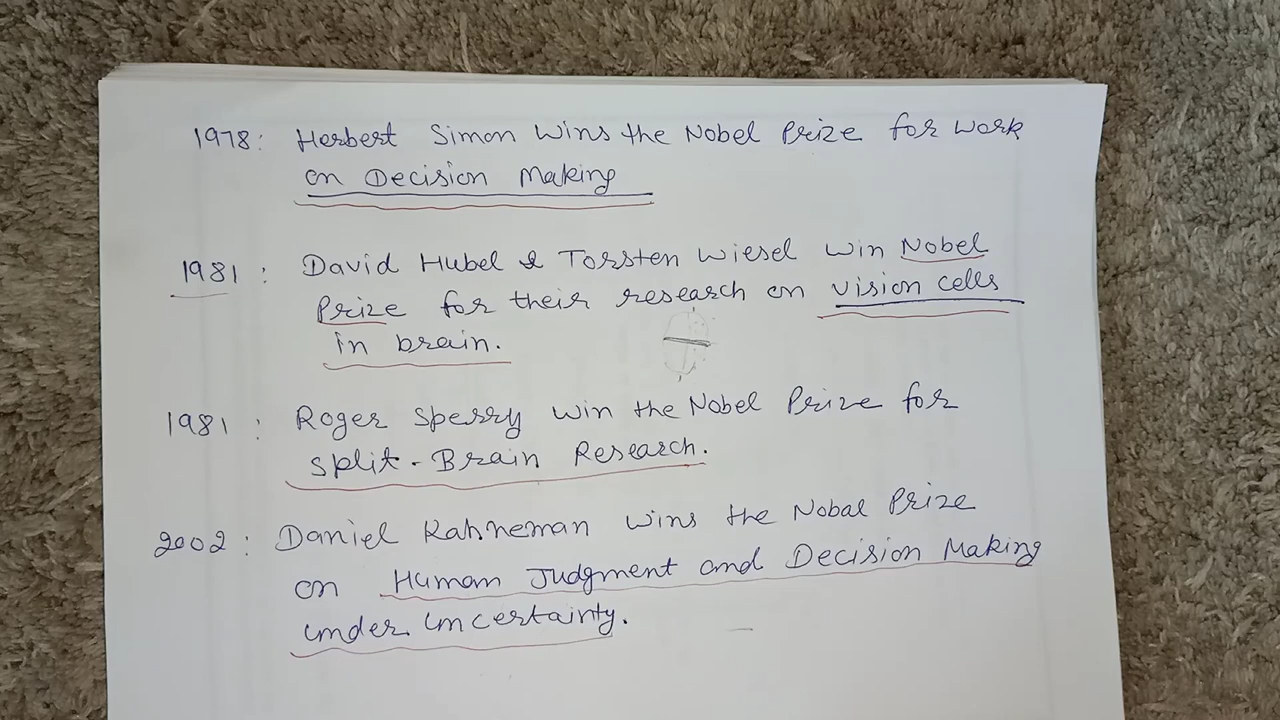 1978: Herbert Simon wins the Nobel Prize for work
on Decision Making
1981: David Hubel & Torsten Wiesel win Nobel
Prize for their research on vision cells
in brain.
1981: Roger Sperry win the Nobel Prize for
split-Brain Research.
2002: Daniel Kahneman wins the Nobal Prize
on Human Judgment and Decision Making
under Uncertainty.